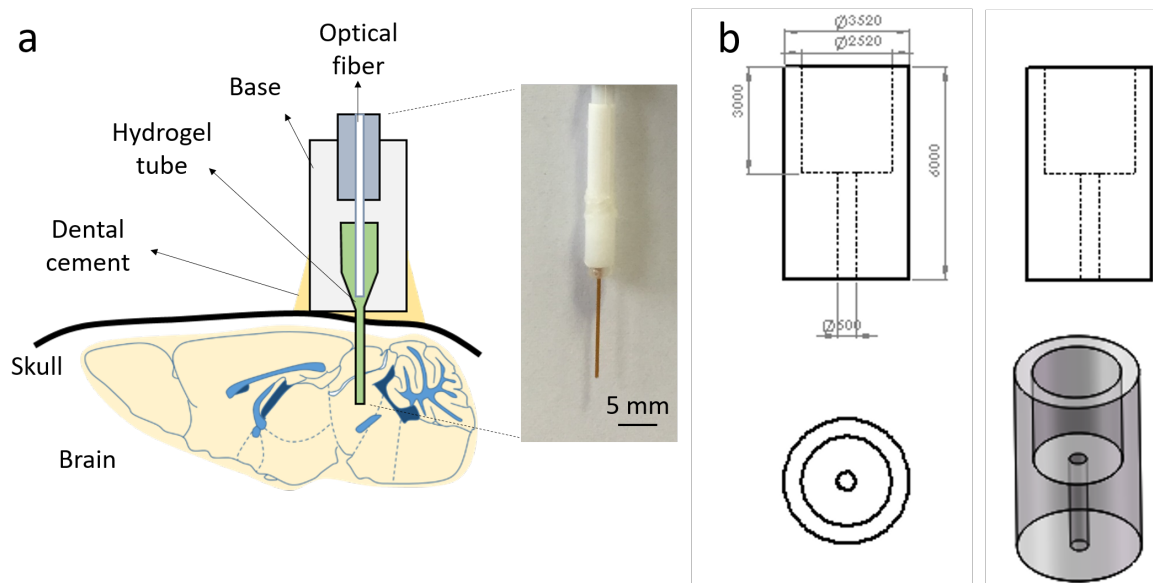 a
Optical
fiber
Base
Hydrogel
tube
Dental
cement
Skull
Brain
5 mm
b
Ø3520
Ø2520
3000
6000
Ø500